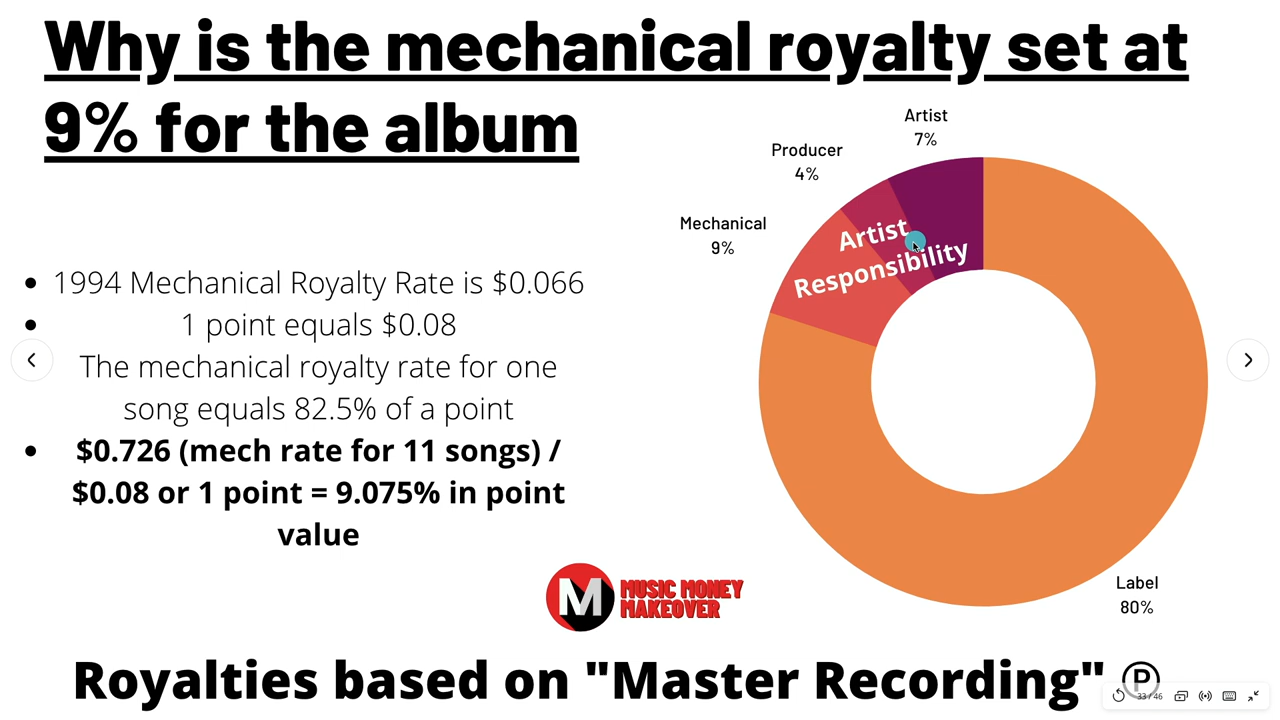 Why is the mechanical royalty set at
9% for the album
Artist
7%
Producer
4%
Mechanical
9%
Artist
Responsibility
• 1994 Mechanical Royalty Rate is $0.066
• 1 point equals $0.08
The mechanical royalty rate for one
song equals 82.5% of a point
• $0.726 (mech rate for 11 songs) /
$0.08 or 1 point = 9.075% in point
value
Label
80%
M MUSIC MONEY
MAKEOVER
Royalties based on "Master Recording" ℗
33 / 46